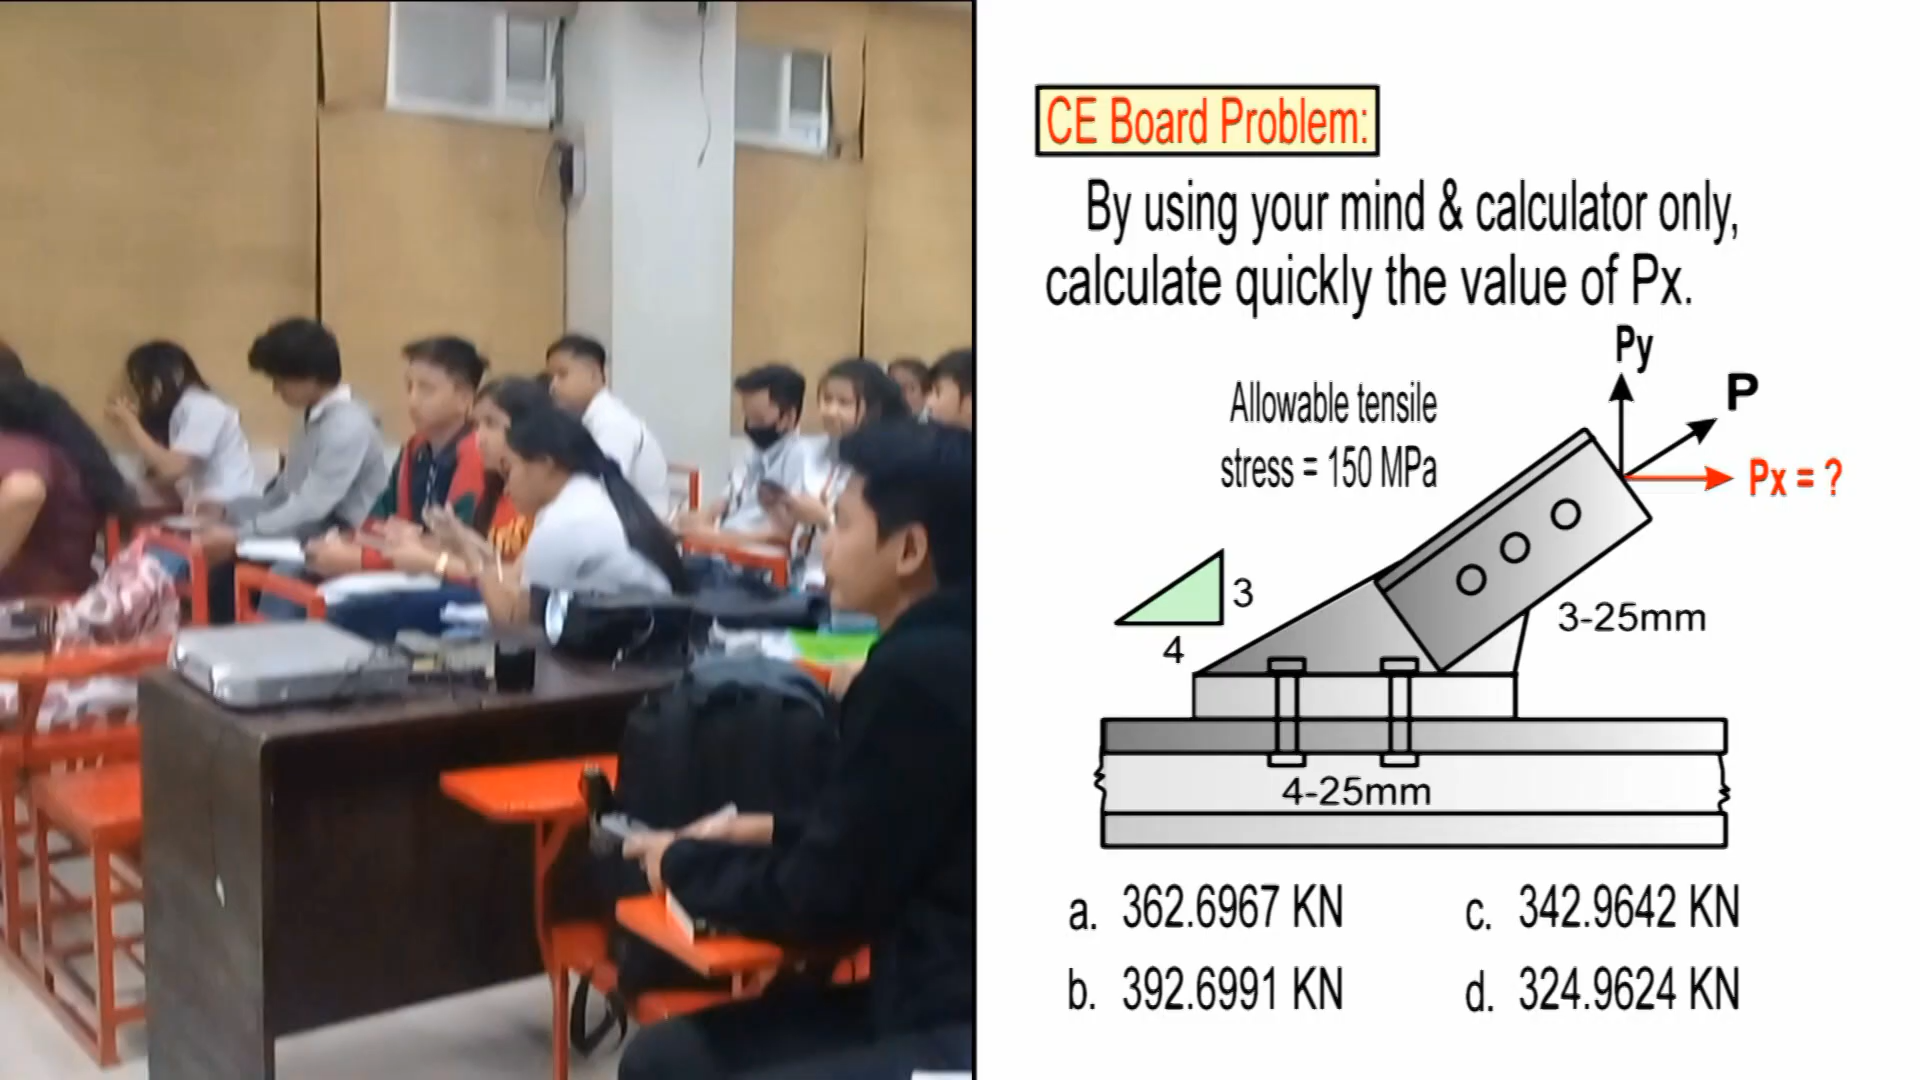 CE Board Problem:
By using your mind & calculator only,
calculate quickly the value of Px.
Py
P
Allowable tensile
stress = 150 MPa
Px = ?
3
4
3-25mm
4-25mm
a. 362.6967 KN
c. 342.9642 KN
b. 392.6991 KN
d. 324.9624 KN